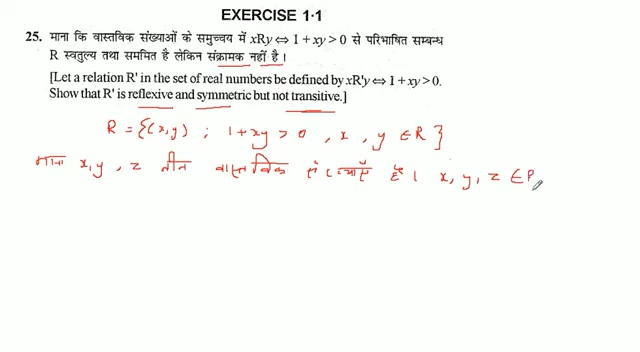 EXERCISE 1·1
25. माना कि वास्तविक संख्याओं के समुच्चय में xRy ⇔ 1 + xy > 0 से परिभाषित सम्बन्ध
R स्वतुल्य तथा सममित है लेकिन संक्रामक नहीं है।
[Let a relation R' in the set of real numbers be defined by xR'y ⇔ 1 + xy > 0.
Show that R' is reflexive and symmetric but not transitive.]
R = {(x,y) ; 1+xy > 0 , x , y ∈ R}
माना x, y , z तीन वास्तविक संख्याएँ हैं। x, y, z ∈ R